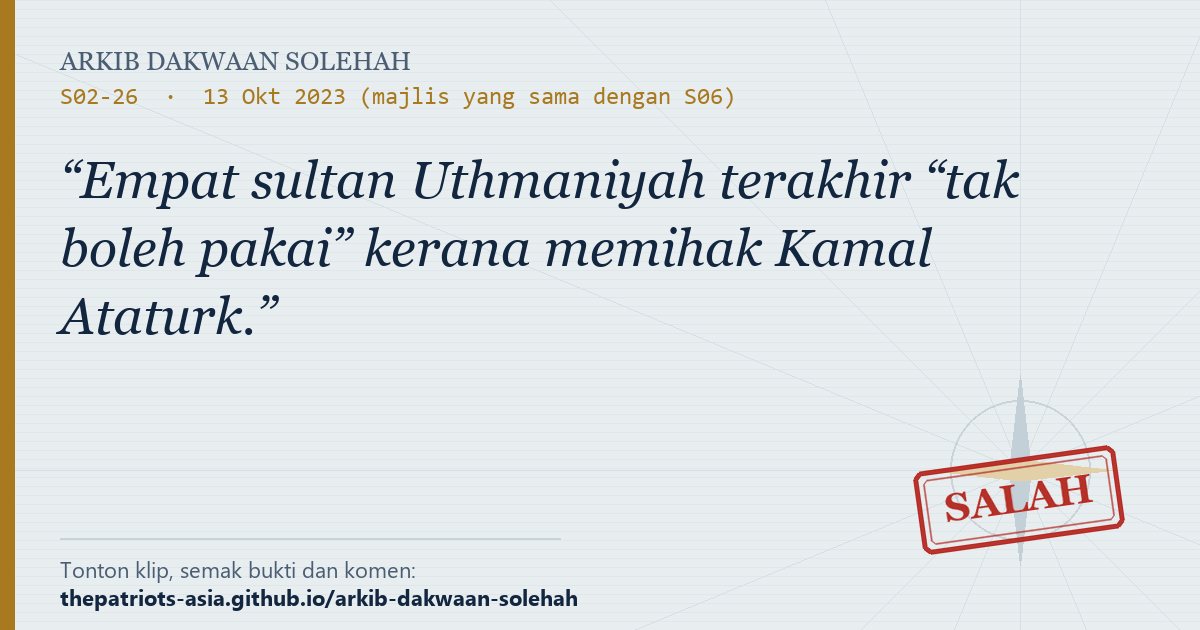 ARKIB DAKWAAN SOLEHAH
S02-26 · 13 Okt 2023 (majlis yang sama dengan S06)
“Empat sultan Uthmaniyah terakhir “tak
boleh pakai” kerana memihak Kamal
Ataturk.”
SALAH
Tonton klip, semak bukti dan komen:
thepatriots-asia.github.io/arkib-dakwaan-solehah